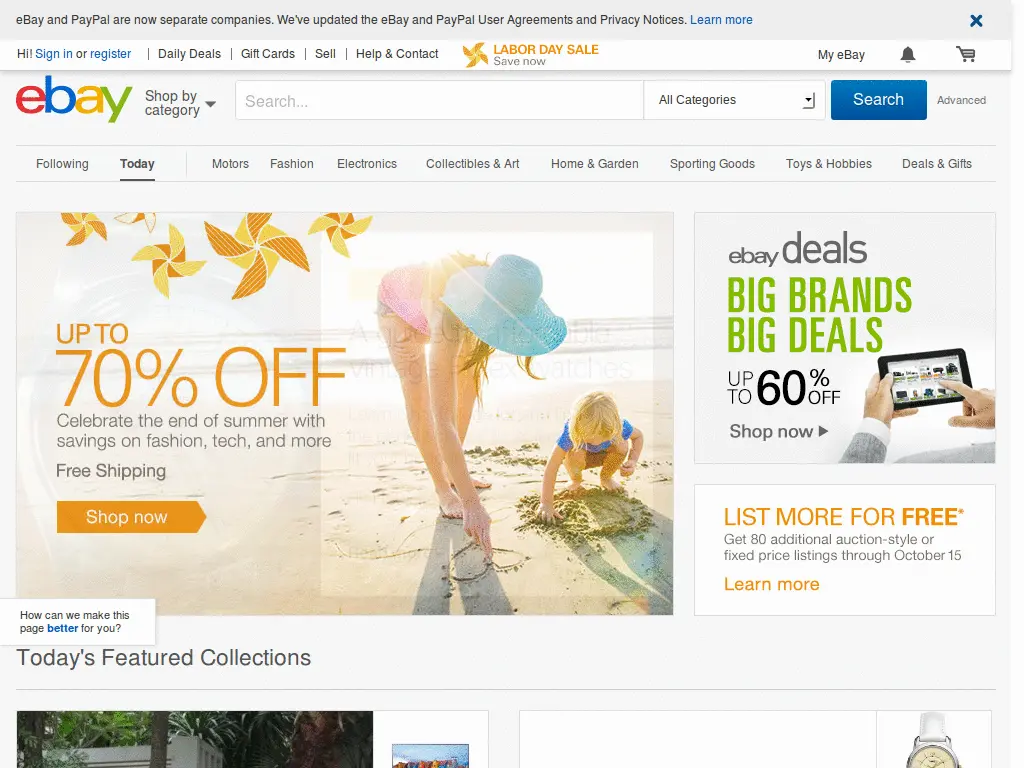 eBay and PayPal are now separate companies. We've updated the eBay and PayPal User Agreements and Privacy Notices. Learn more
Hi! Sign in or register
Daily Deals
Gift Cards
Sell
Help & Contact
LABOR DAY SALE
Save now
My eBay
ebay
Shop by
category
Search...
All Categories
Search
Advanced
Following
Today
Motors
Fashion
Electronics
Collectibles & Art
Home & Garden
Sporting Goods
Toys & Hobbies
Deals & Gifts
UP TO
70% OFF
Celebrate the end of summer with
savings on fashion, tech, and more
Free Shipping
Shop now
ebay deals
BIG BRANDS
BIG DEALS
UP TO 60% OFF
Shop now
LIST MORE FOR FREE*
Get 80 additional auction-style or
fixed price listings through October 15
Learn more
How can we make this
page better for you?
Today's Featured Collections